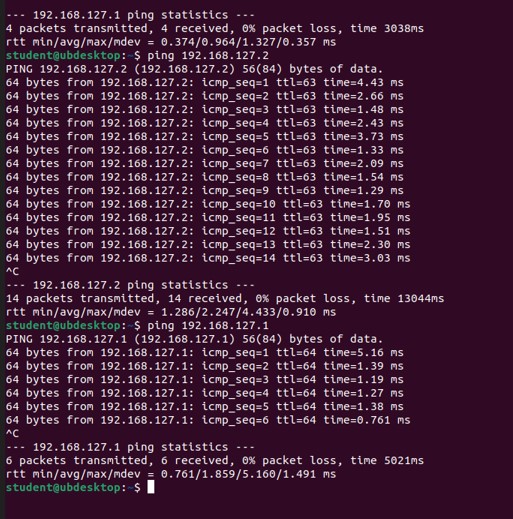 --- 192.168.127.1 ping statistics ---
4 packets transmitted, 4 received, 0% packet loss, time 3038ms
rtt min/avg/max/mdev = 0.374/0.964/1.327/0.357 ms
student@ubdesktop:~$ ping 192.168.127.2
PING 192.168.127.2 (192.168.127.2) 56(84) bytes of data.
64 bytes from 192.168.127.2: icmp_seq=1 ttl=63 time=4.43 ms
64 bytes from 192.168.127.2: icmp_seq=2 ttl=63 time=2.66 ms
64 bytes from 192.168.127.2: icmp_seq=3 ttl=63 time=1.48 ms
64 bytes from 192.168.127.2: icmp_seq=4 ttl=63 time=2.43 ms
64 bytes from 192.168.127.2: icmp_seq=5 ttl=63 time=3.73 ms
64 bytes from 192.168.127.2: icmp_seq=6 ttl=63 time=1.33 ms
64 bytes from 192.168.127.2: icmp_seq=7 ttl=63 time=2.09 ms
64 bytes from 192.168.127.2: icmp_seq=8 ttl=63 time=1.54 ms
64 bytes from 192.168.127.2: icmp_seq=9 ttl=63 time=1.29 ms
64 bytes from 192.168.127.2: icmp_seq=10 ttl=63 time=1.70 ms
64 bytes from 192.168.127.2: icmp_seq=11 ttl=63 time=1.95 ms
64 bytes from 192.168.127.2: icmp_seq=12 ttl=63 time=1.51 ms
64 bytes from 192.168.127.2: icmp_seq=13 ttl=63 time=2.30 ms
64 bytes from 192.168.127.2: icmp_seq=14 ttl=63 time=3.03 ms
^C
--- 192.168.127.2 ping statistics ---
14 packets transmitted, 14 received, 0% packet loss, time 13044ms
rtt min/avg/max/mdev = 1.286/2.247/4.433/0.910 ms
student@ubdesktop:~$ ping 192.168.127.1
PING 192.168.127.1 (192.168.127.1) 56(84) bytes of data.
64 bytes from 192.168.127.1: icmp_seq=1 ttl=64 time=5.16 ms
64 bytes from 192.168.127.1: icmp_seq=2 ttl=64 time=1.39 ms
64 bytes from 192.168.127.1: icmp_seq=3 ttl=64 time=1.19 ms
64 bytes from 192.168.127.1: icmp_seq=4 ttl=64 time=1.27 ms
64 bytes from 192.168.127.1: icmp_seq=5 ttl=64 time=1.38 ms
64 bytes from 192.168.127.1: icmp_seq=6 ttl=64 time=0.761 ms
^C
--- 192.168.127.1 ping statistics ---
6 packets transmitted, 6 received, 0% packet loss, time 5021ms
rtt min/avg/max/mdev = 0.761/1.859/5.160/1.491 ms
student@ubdesktop:~$